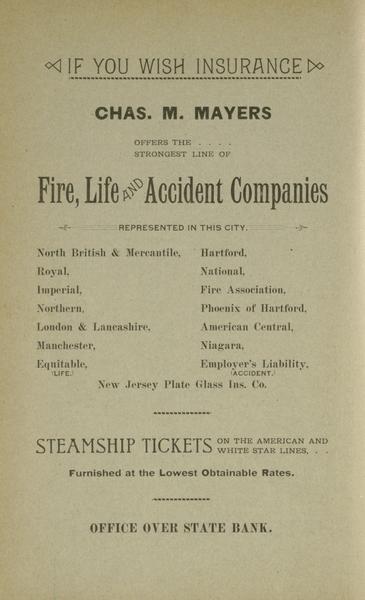 IF YOU WISH INSURANCE
CHAS. M. MAYERS
OFFERS THE . . . .
STRONGEST LINE OF
Fire, Life AND Accident Companies
REPRESENTED IN THIS CITY.
North British & Mercantile,
Royal,
Imperial,
Northern,
London & Lancashire,
Manchester,
Equitable,
(LIFE.)
Hartford,
National,
Fire Association,
Phoenix of Hartford,
American Central,
Niagara,
Employer's Liability,
(ACCIDENT.)
New Jersey Plate Glass Ins. Co.
STEAMSHIP TICKETS ON THE AMERICAN AND
WHITE STAR LINES, . .
Furnished at the Lowest Obtainable Rates.
OFFICE OVER STATE BANK.